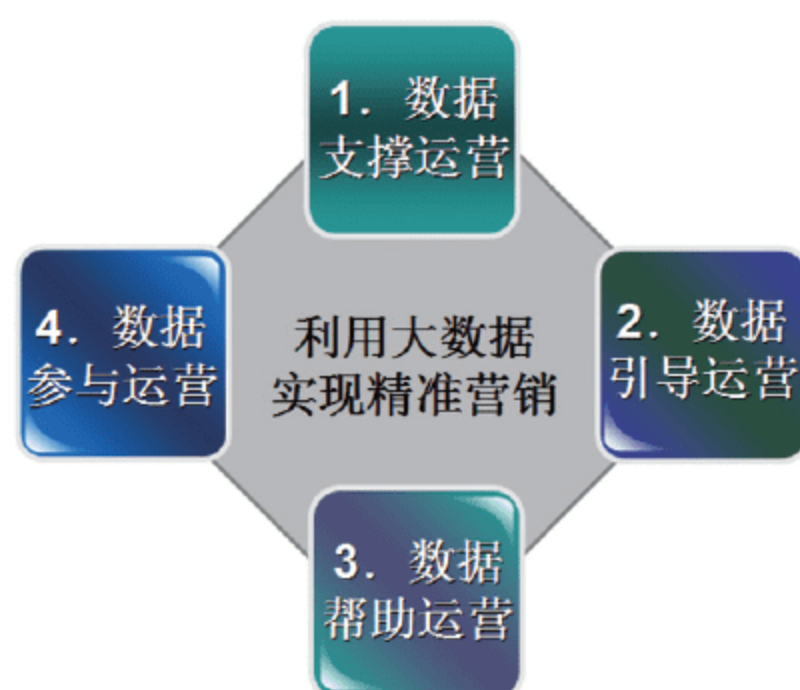 1. 数据
支撑运营
2. 数据
引导运营
3. 数据
帮助运营
4. 数据
参与运营
利用大数据
实现精准营销